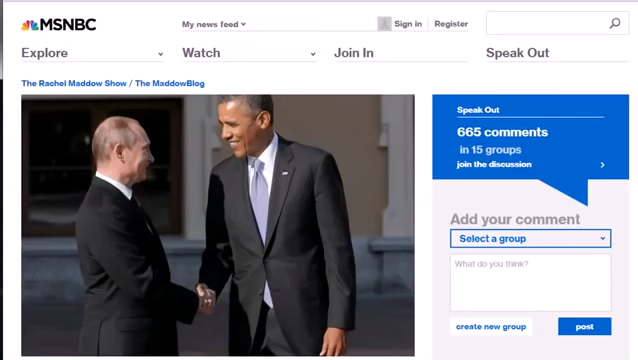 MSNBC
My news feed
Sign in
Register
Explore
Watch
Join In
Speak Out
The Rachel Maddow Show / The MaddowBlog
Speak Out
665 comments
in 15 groups
join the discussion
Add your comment
Select a group
What do you think?
create new group
post